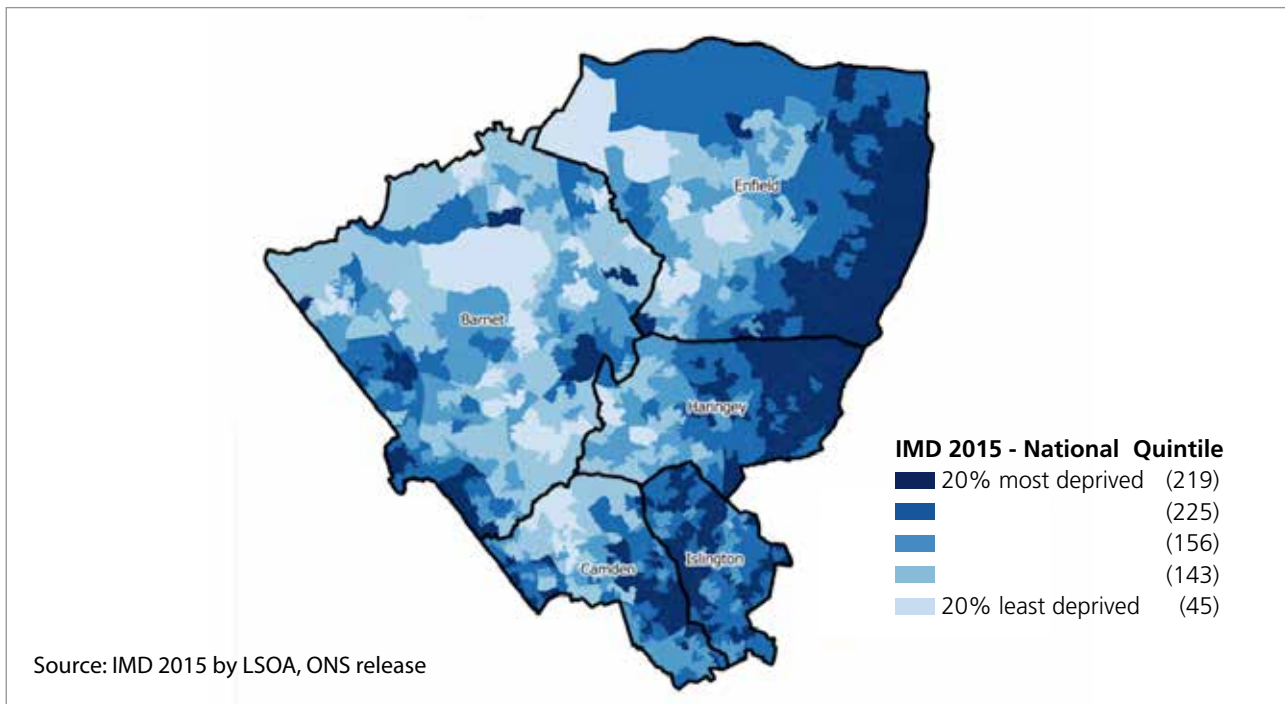 Enfield
Barnet
Haringey
Camden
Islington
IMD 2015 - National Quintile
20% most deprived (219)
(225)
(156)
(143)
20% least deprived (45)
Source: IMD 2015 by LSOA, ONS release